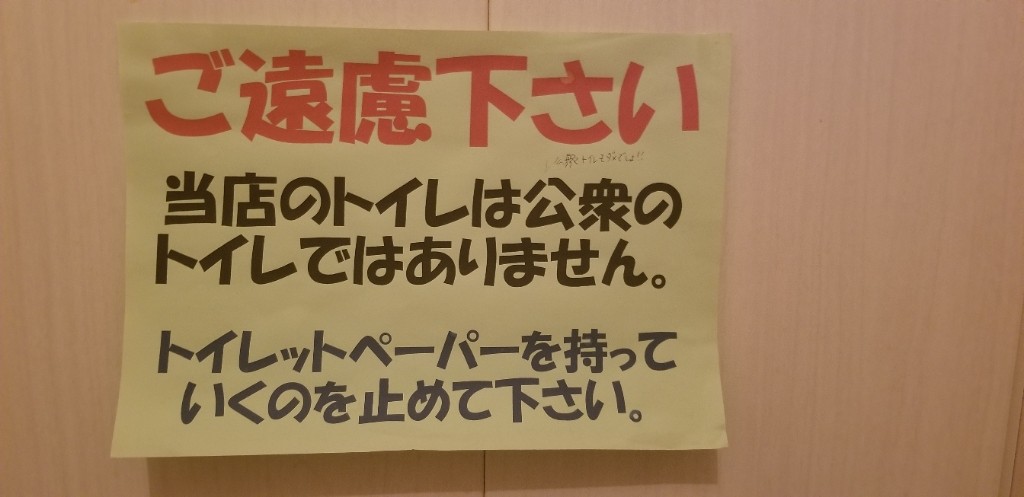 ご遠慮下さい
当店のトイレは公衆の
トイレではありません。
トイレットペーパーを持って
いくのを止めて下さい。